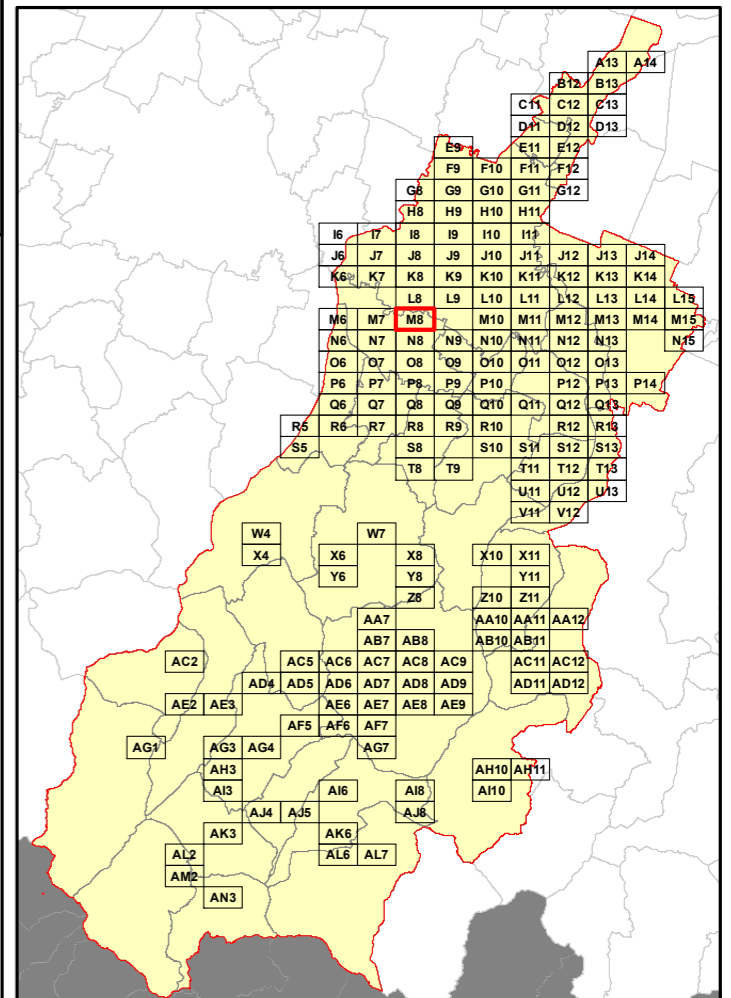 A13 A14
B12 B13
C11 C12 C13
D11 D12 D13
E9 E11 E12
F9 F10 F11 F12
G8 G9 G10 G11 G12
H8 H9 H10 H11
I6 I7 I8 I9 I10 I11
J6 J7 J8 J9 J10 J11 J12 J13 J14
K6 K7 K8 K9 K10 K11 K12 K13 K14
L8 L9 L10 L11 L12 L13 L14 L15
M6 M7 M8 M10 M11 M12 M13 M14 M15
N6 N7 N8 N9 N10 N11 N12 N13 N15
O6 O7 O8 O9 O10 O11 O12 O13
P6 P7 P8 P9 P10 P12 P13 P14
Q6 Q7 Q8 Q9 Q10 Q11 Q12 Q13
R5 R6 R7 R8 R9 R10 R12 R13
S5 S8 S10 S11 S12 S13
T8 T9 T11 T12 T13
U11 U12 U13
V11 V12
W4 W7
X4 X6 X8 X10 X11
Y6 Y8 Y11
Z8 Z10 Z11
AA7 AA10 AA11 AA12
AB7 AB8 AB10 AB11
AC2 AC5 AC6 AC7 AC8 AC9 AC11 AC12
AD4 AD5 AD6 AD7 AD8 AD9 AD11 AD12
AE2 AE3 AE6 AE7 AE8 AE9
AF5 AF6 AF7
AG1 AG3 AG4 AG7
AH3 AH10 AH11
AI3 AI6 AI8 AI10
AJ4 AJ5 AJ8
AK3 AK6
AL2 AL6 AL7
AM2
AN3